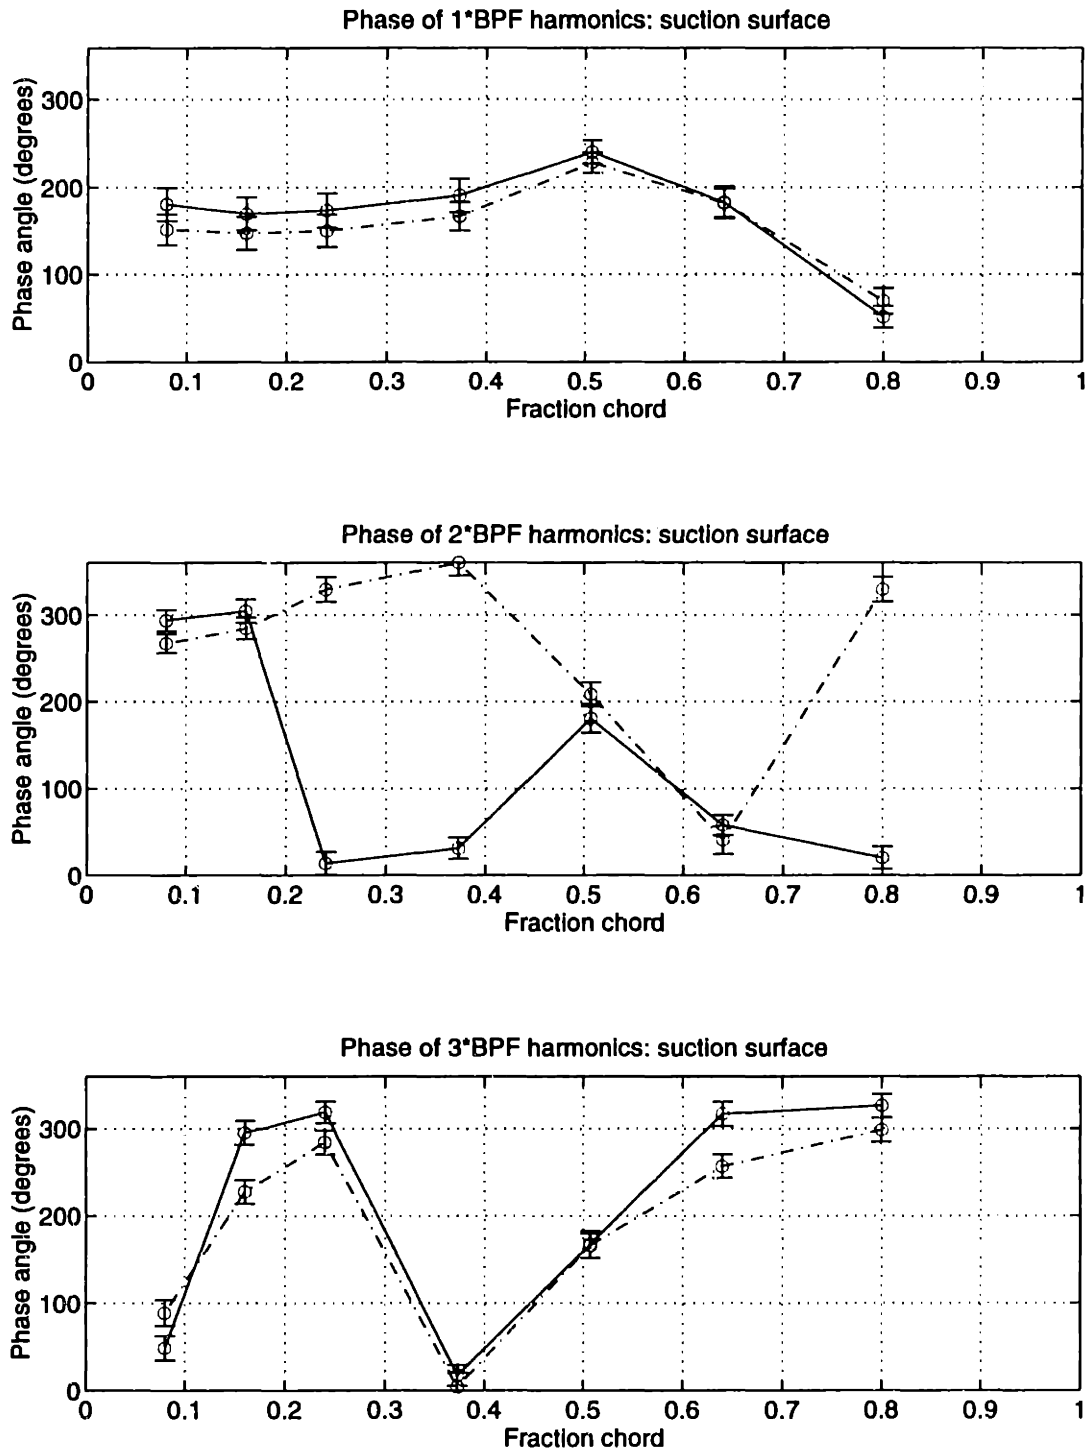 Phase of 1*BPF harmonics: suction surface
Phase angle (degrees)
300
200
100
0
0 0.1 0.2 0.3 0.4 0.5 0.6 0.7 0.8 0.9 1
Fraction chord
Phase of 2*BPF harmonics: suction surface
Phase angle (degrees)
300
200
100
0
0 0.1 0.2 0.3 0.4 0.5 0.6 0.7 0.8 0.9 1
Fraction chord
Phase of 3*BPF harmonics: suction surface
Phase angle (degrees)
300
200
100
0
0 0.1 0.2 0.3 0.4 0.5 0.6 0.7 0.8 0.9 1
Fraction chord